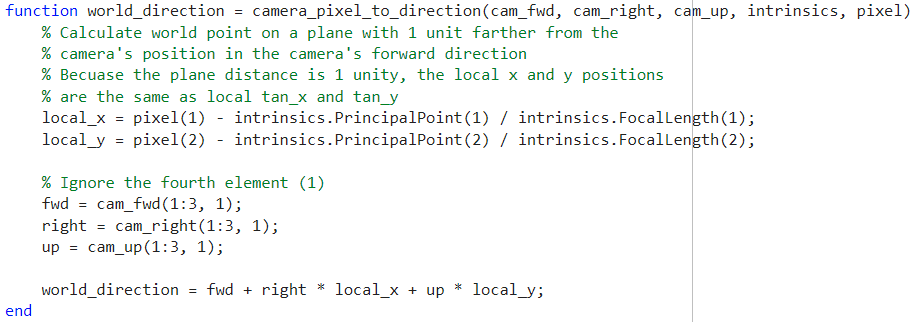 function world_direction = camera_pixel_to_direction(cam_fwd, cam_right, cam_up, intrinsics, pixel)
% Calculate world point on a plane with 1 unit farther from the
% camera's position in the camera's forward direction
% Becuase the plane distance is 1 unity, the local x and y positions
% are the same as local tan_x and tan_y
local_x = pixel(1) - intrinsics.PrincipalPoint(1) / intrinsics.FocalLength(1);
local_y = pixel(2) - intrinsics.PrincipalPoint(2) / intrinsics.FocalLength(2);
% Ignore the fourth element (1)
fwd = cam_fwd(1:3, 1);
right = cam_right(1:3, 1);
up = cam_up(1:3, 1);
world_direction = fwd + right * local_x + up * local_y;
end